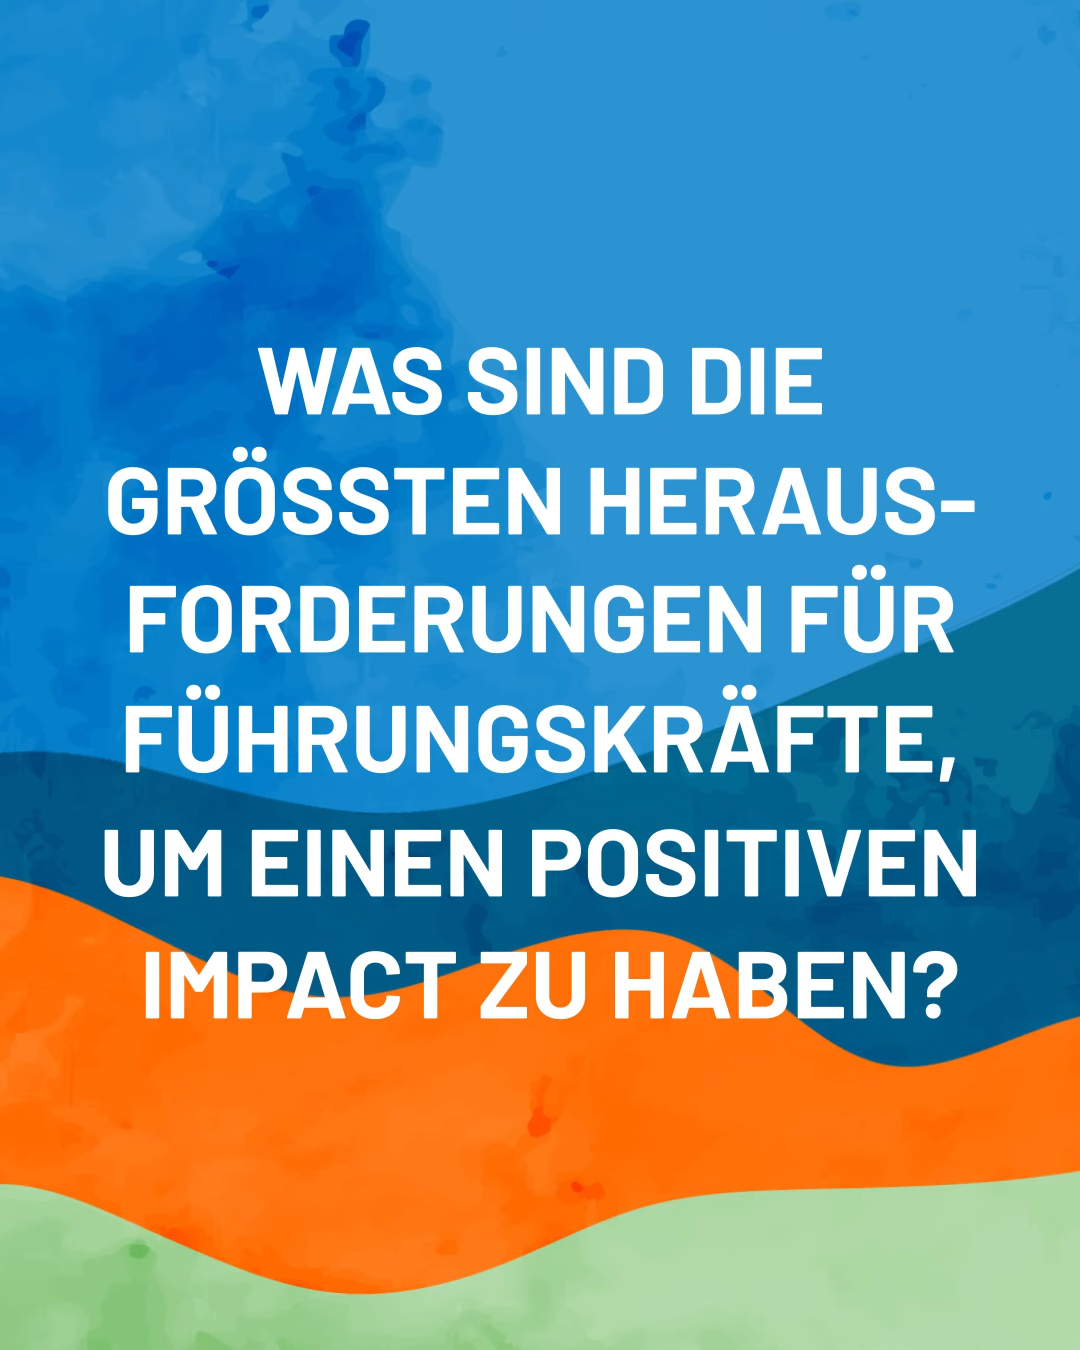 WAS SIND DIE
GRÖSSTEN HERAUS-
FORDERUNGEN FÜR
FÜHRUNGSKRÄFTE,
UM EINEN POSITIVEN
IMPACT ZU HABEN?